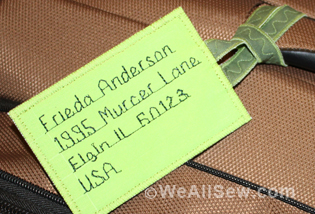 Frieda Anderson
1995 Murcer Lane
Elgin IL 60123
USA
©WeAllSew.com